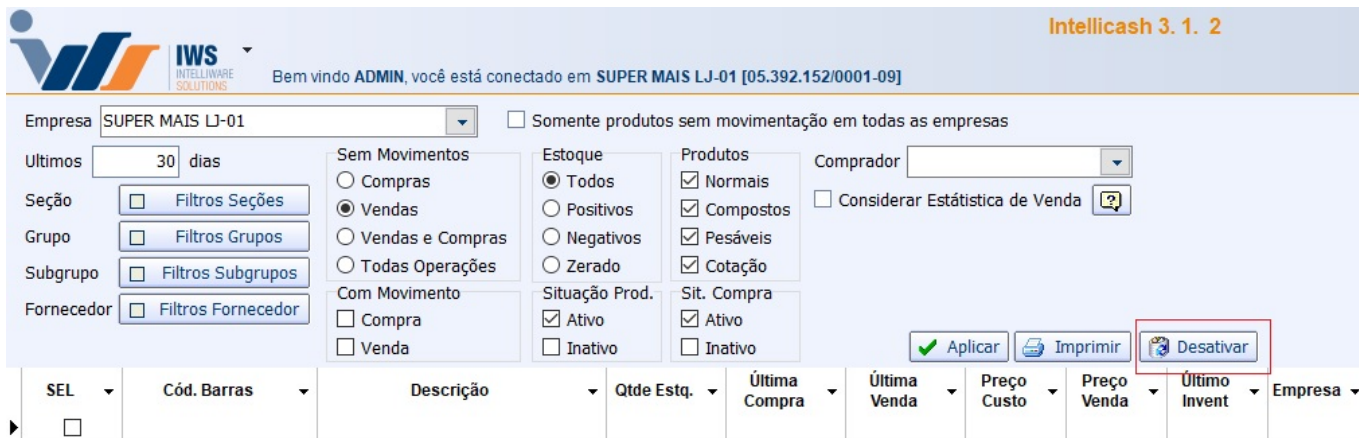 Intellicash 3. 1. 2
IWS
INTELLIWARE
SOLUTIONS
Bem vindo ADMIN, você está conectado em SUPER MAIS LJ-01 [05.392.152/0001-09]
Empresa SUPER MAIS LJ-01 Somente produtos sem movimentação em todas as empresas
Ultimos 30 dias Sem Movimentos Estoque Produtos Comprador
Compras Todos Normais
Seção Filtros Seções Vendas Positivos Compostos Considerar Estátistica de Venda
Grupo Filtros Grupos Vendas e Compras Negativos Pesáveis
Subgrupo Filtros Subgrupos Todas Operações Zerado Cotação
Com Movimento Situação Prod. Sit. Compra
Fornecedor Filtros Fornecedor Compra Ativo Ativo
Venda Inativo Inativo Aplicar Imprimir Desativar
SEL Cód. Barras Descrição Qtde Estq. Última Compra Última Venda Preço Custo Preço Venda Último Invent Empresa